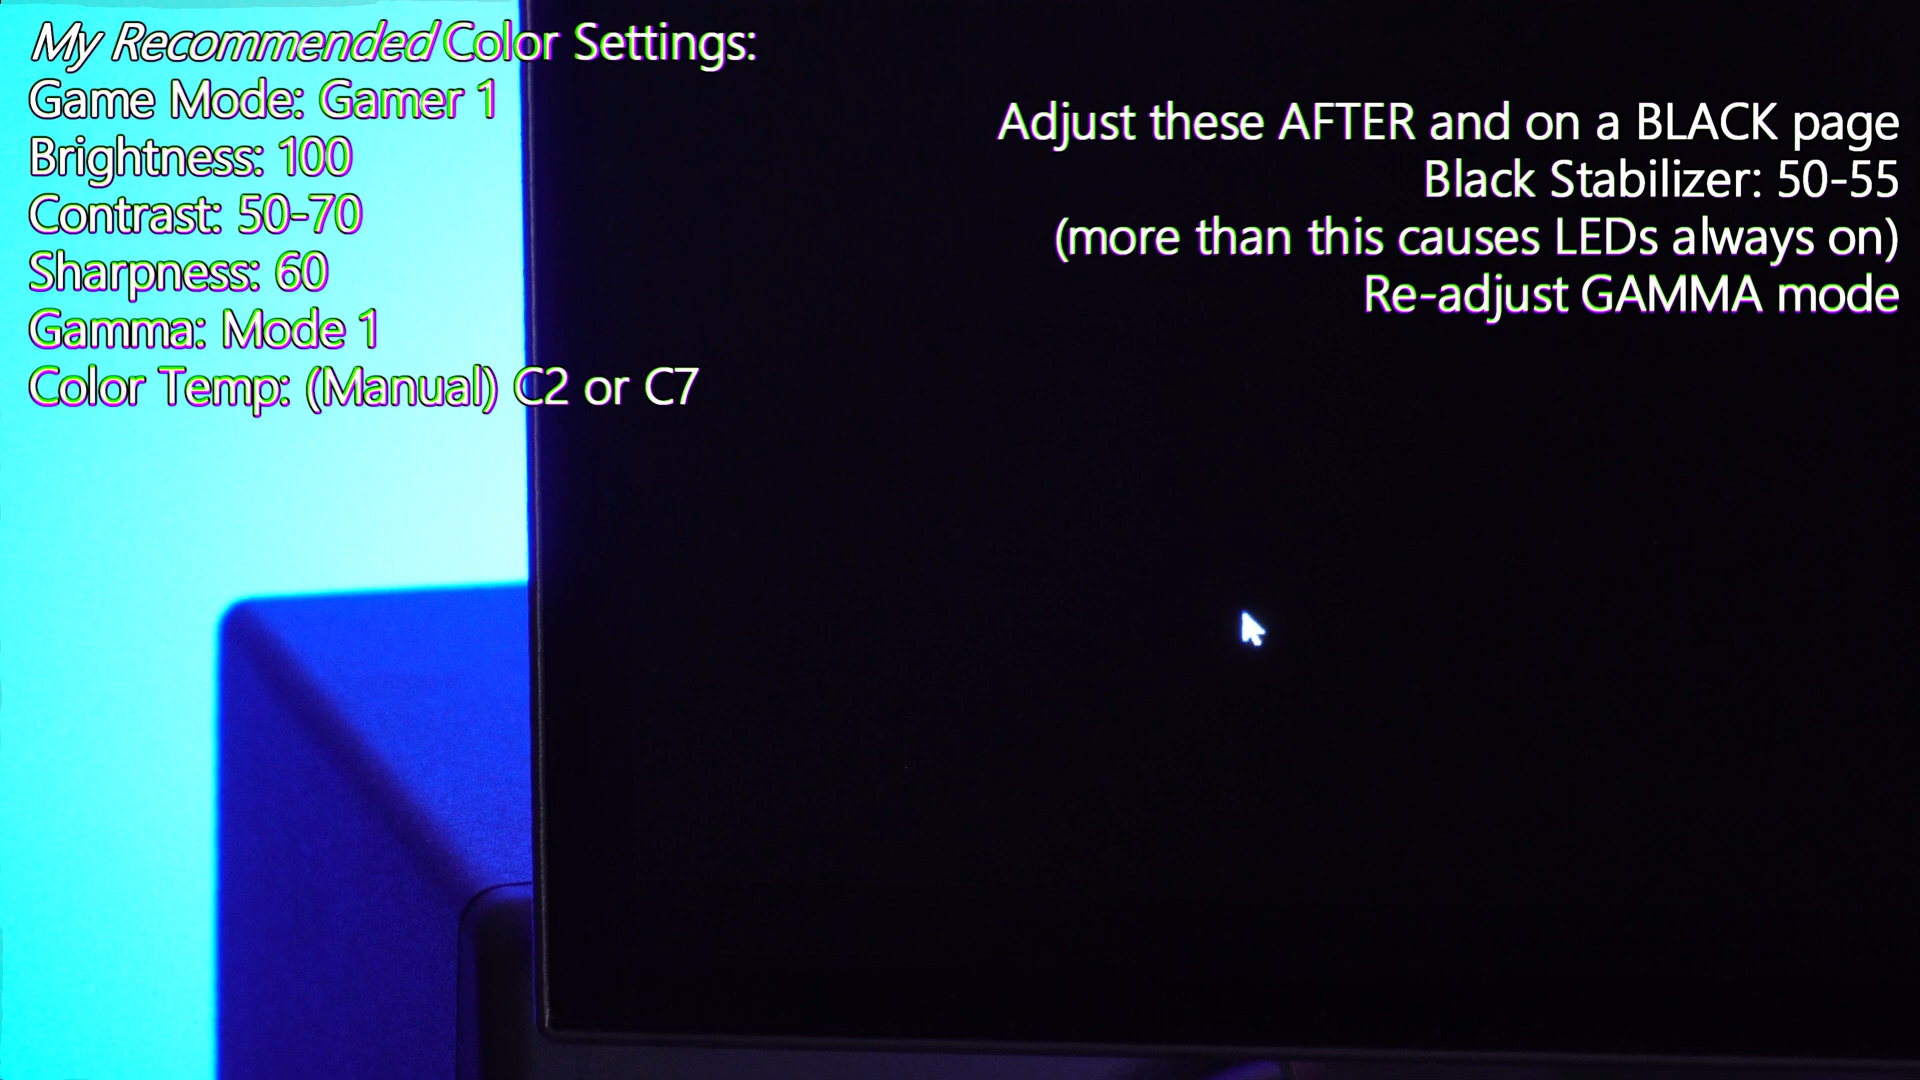 My Recommended Color Settings:
Game Mode: Gamer 1
Brightness: 100
Contrast: 50-70
Sharpness: 60
Gamma: Mode 1
Color Temp: (Manual) C2 or C7
Adjust these AFTER and on a BLACK page
Black Stabilizer: 50-55
(more than this causes LEDs always on)
Re-adjust GAMMA mode